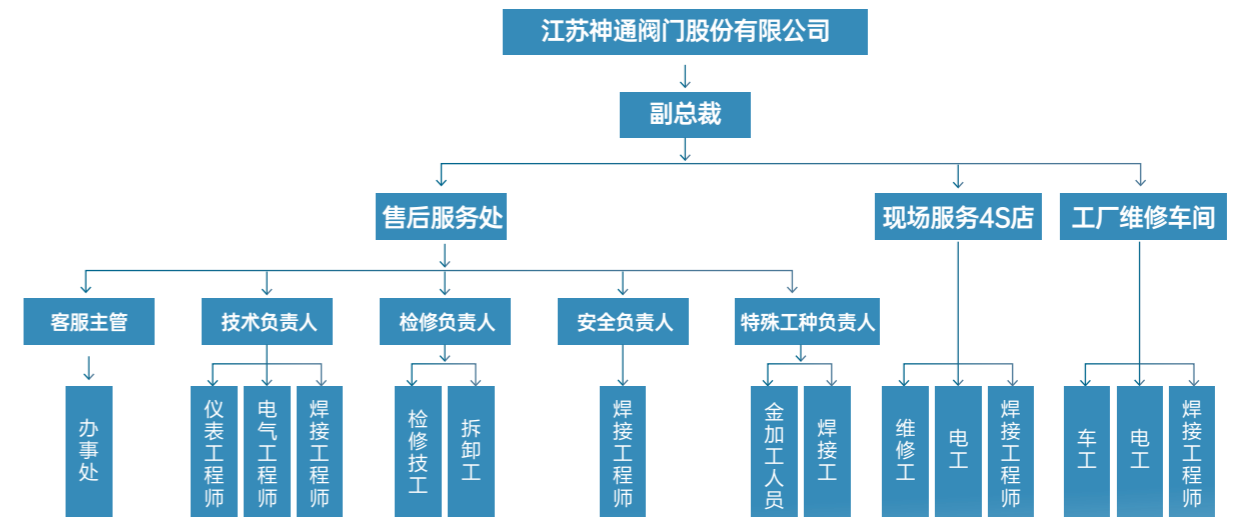 江苏神通阀门股份有限公司
副总裁
售后服务处
现场服务4S店
工厂维修车间
客服主管
技术负责人
检修负责人
安全负责人
特殊工种负责人
办事处
仪表工程师
电气工程师
焊接工程师
检修技工
拆卸工
焊接工程师
金加工人员
焊接工
维修工
电工
焊接工程师
车工
电工
焊接工程师